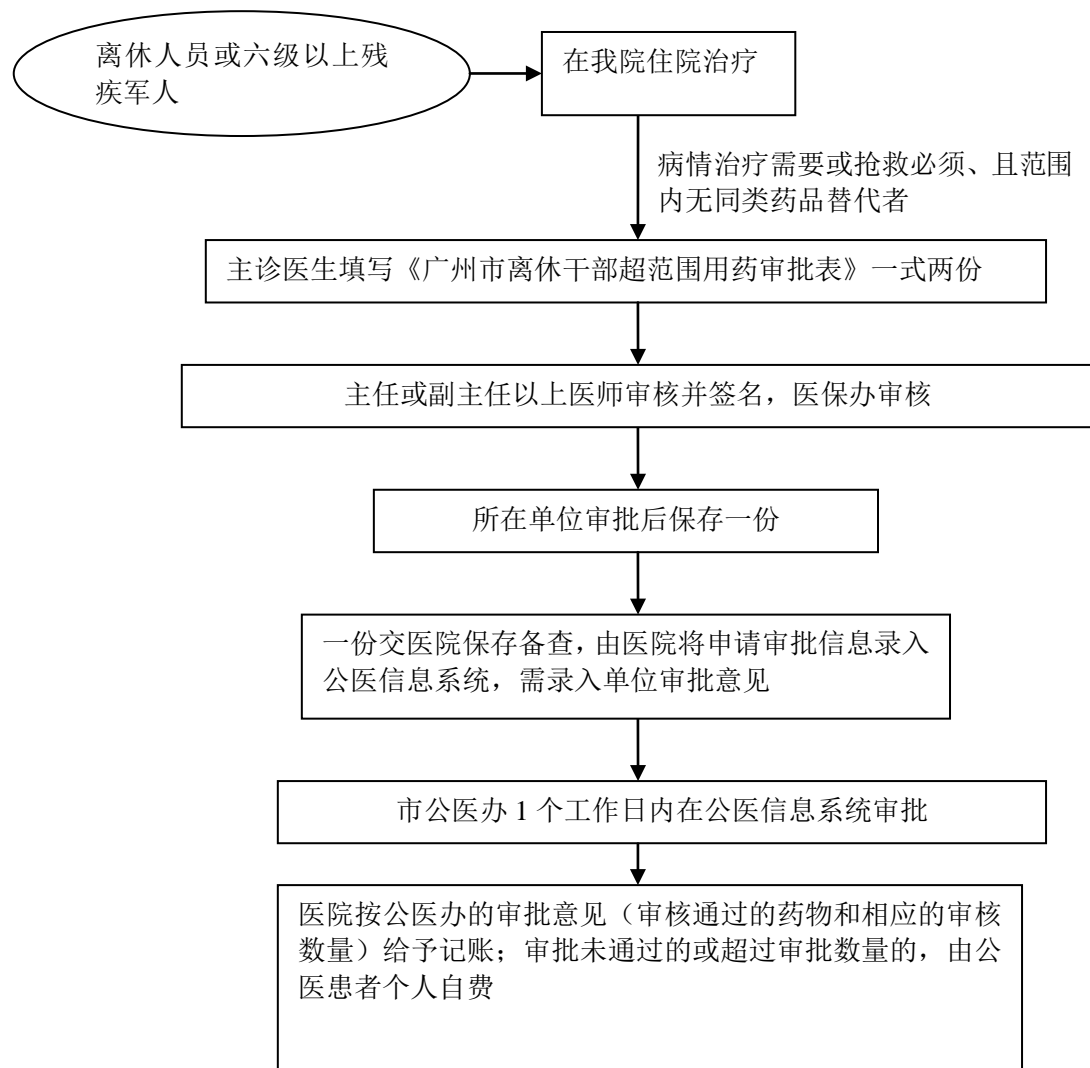 离休人员或六级以上残
疾军人
在我院住院治疗
病情治疗需要或抢救必须、且范围
内无同类药品替代者
主诊医生填写《广州市离休干部超范围用药审批表》一式两份
主任或副主任以上医师审核并签名，医保办审核
所在单位审批后保存一份
一份交医院保存备查，由医院将申请审批信息录入
公医信息系统，需录入单位审批意见
市公医办 1 个工作日内在公医信息系统审批
医院按公医办的审批意见（审核通过的药物和相应的审核
数量）给予记账；审批未通过的或超过审批数量的，由公
医患者个人自费